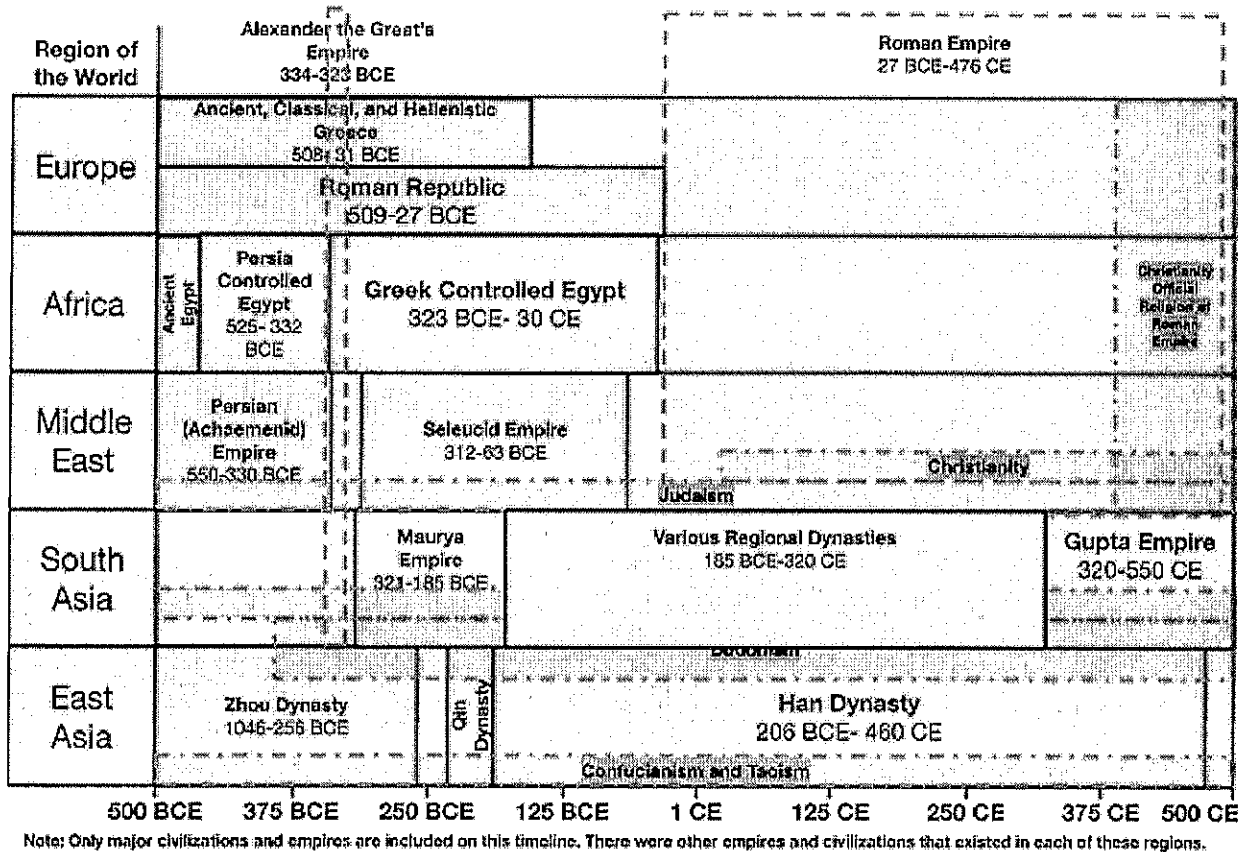 Region of
the World
Alexander the Great's
Empire
334-323 BCE
Roman Empire
27 BCE-476 CE
Europe
Ancient, Classical, and Hellenistic
Greece
508-31 BCE
Roman Republic
509-27 BCE
Africa
Ancient
Egypt
Persia
Controlled
Egypt
525- 332
BCE
Greek Controlled Egypt
323 BCE- 30 CE
Christianity
Official
Religion of
Roman
Empire
Middle
East
Persian
(Achaemenid)
Empire
550-330 BCE
Seleucid Empire
312-63 BCE
Christianity
Judaism
South
Asia
Maurya
Empire
321-185 BCE
Various Regional Dynasties
185 BCE-320 CE
Gupta Empire
320-550 CE
East
Asia
Zhou Dynasty
1046-256 BCE
Qin
Dynasty
Han Dynasty
206 BCE- 460 CE
Confucianism and Taoism
500 BCE 375 BCE 250 BCE 125 BCE 1 CE 125 CE 250 CE 375 CE 500 CE
Note: Only major civilizations and empires are included on this timeline. There were other empires and civilizations that existed in each of these regions.